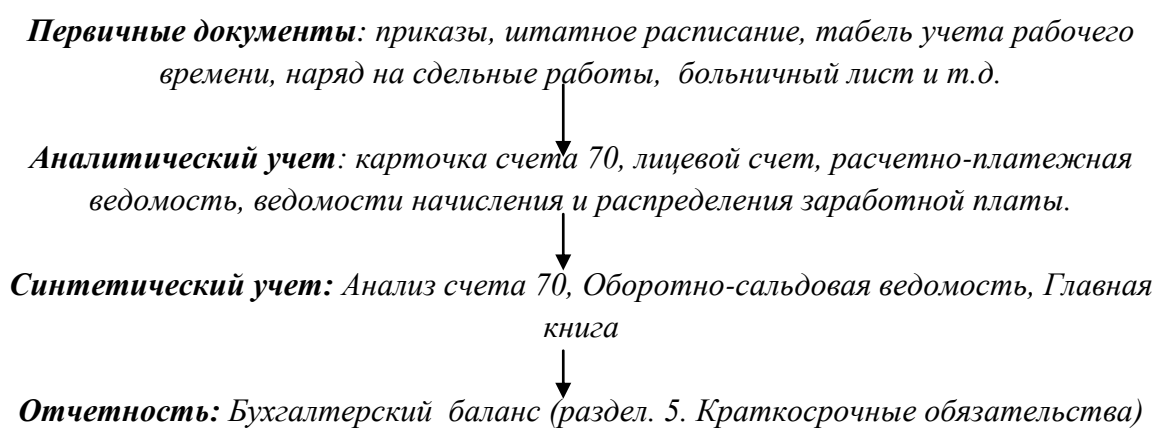 Первичные документы: приказы, штатное расписание, табель учета рабочего
времени, наряд на сдельные работы, больничный лист и т.д.
Аналитический учет: карточка счета 70, лицевой счет, расчетно-платежная
ведомость, ведомости начисления и распределения заработной платы.
Синтетический учет: Анализ счета 70, Оборотно-сальдовая ведомость, Главная
книга
Отчетность: Бухгалтерский баланс (раздел. 5. Краткосрочные обязательства)